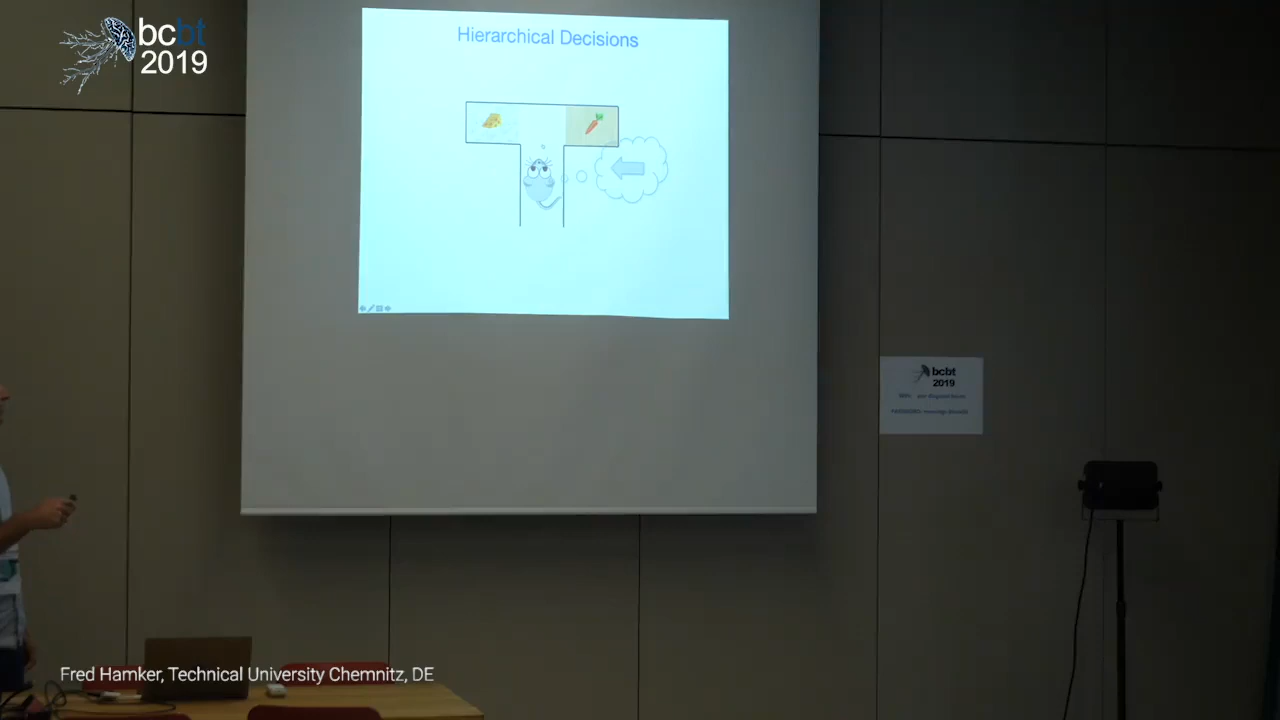 bcbt
2019
Hierarchical Decisions
bcbt
2019
Fred Hamker, Technical University Chemnitz, DE